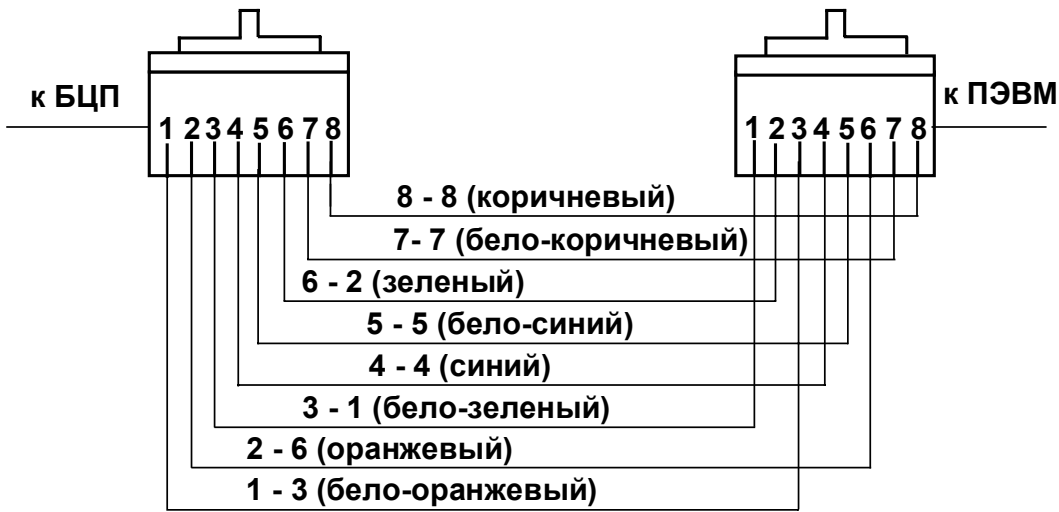 к БЦП
к ПЭВМ
1 2 3 4 5 6 7 8
1 2 3 4 5 6 7 8
8 - 8 (коричневый)
7- 7 (бело-коричневый)
6 - 2 (зеленый)
5 - 5 (бело-синий)
4 - 4 (синий)
3 - 1 (бело-зеленый)
2 - 6 (оранжевый)
1 - 3 (бело-оранжевый)